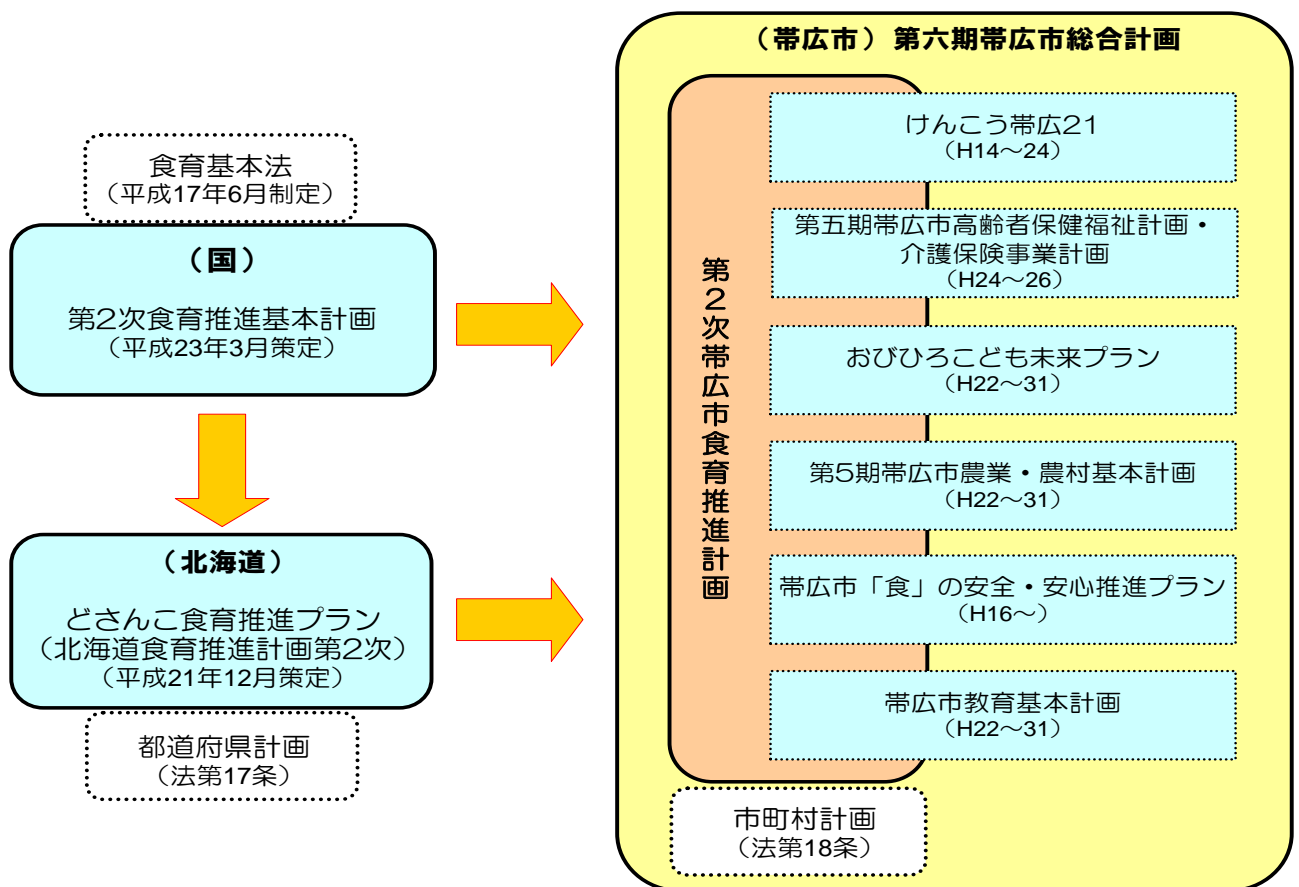 食育基本法
（平成17年6月制定）
（国）
第2次食育推進基本計画
（平成23年3月策定）
（北海道）
どさんこ食育推進プラン
（北海道食育推進計画第2次）
（平成21年12月策定）
都道府県計画
（法第17条）
（帯広市）第六期帯広市総合計画
第2次帯広市食育推進計画
けんこう帯広21
（H14～24）
第五期帯広市高齢者保健福祉計画・
介護保険事業計画
（H24～26）
おびひろこども未来プラン
（H22～31）
第5期帯広市農業・農村基本計画
（H22～31）
帯広市「食」の安全・安心推進プラン
（H16～）
帯広市教育基本計画
（H22～31）
市町村計画
（法第18条）